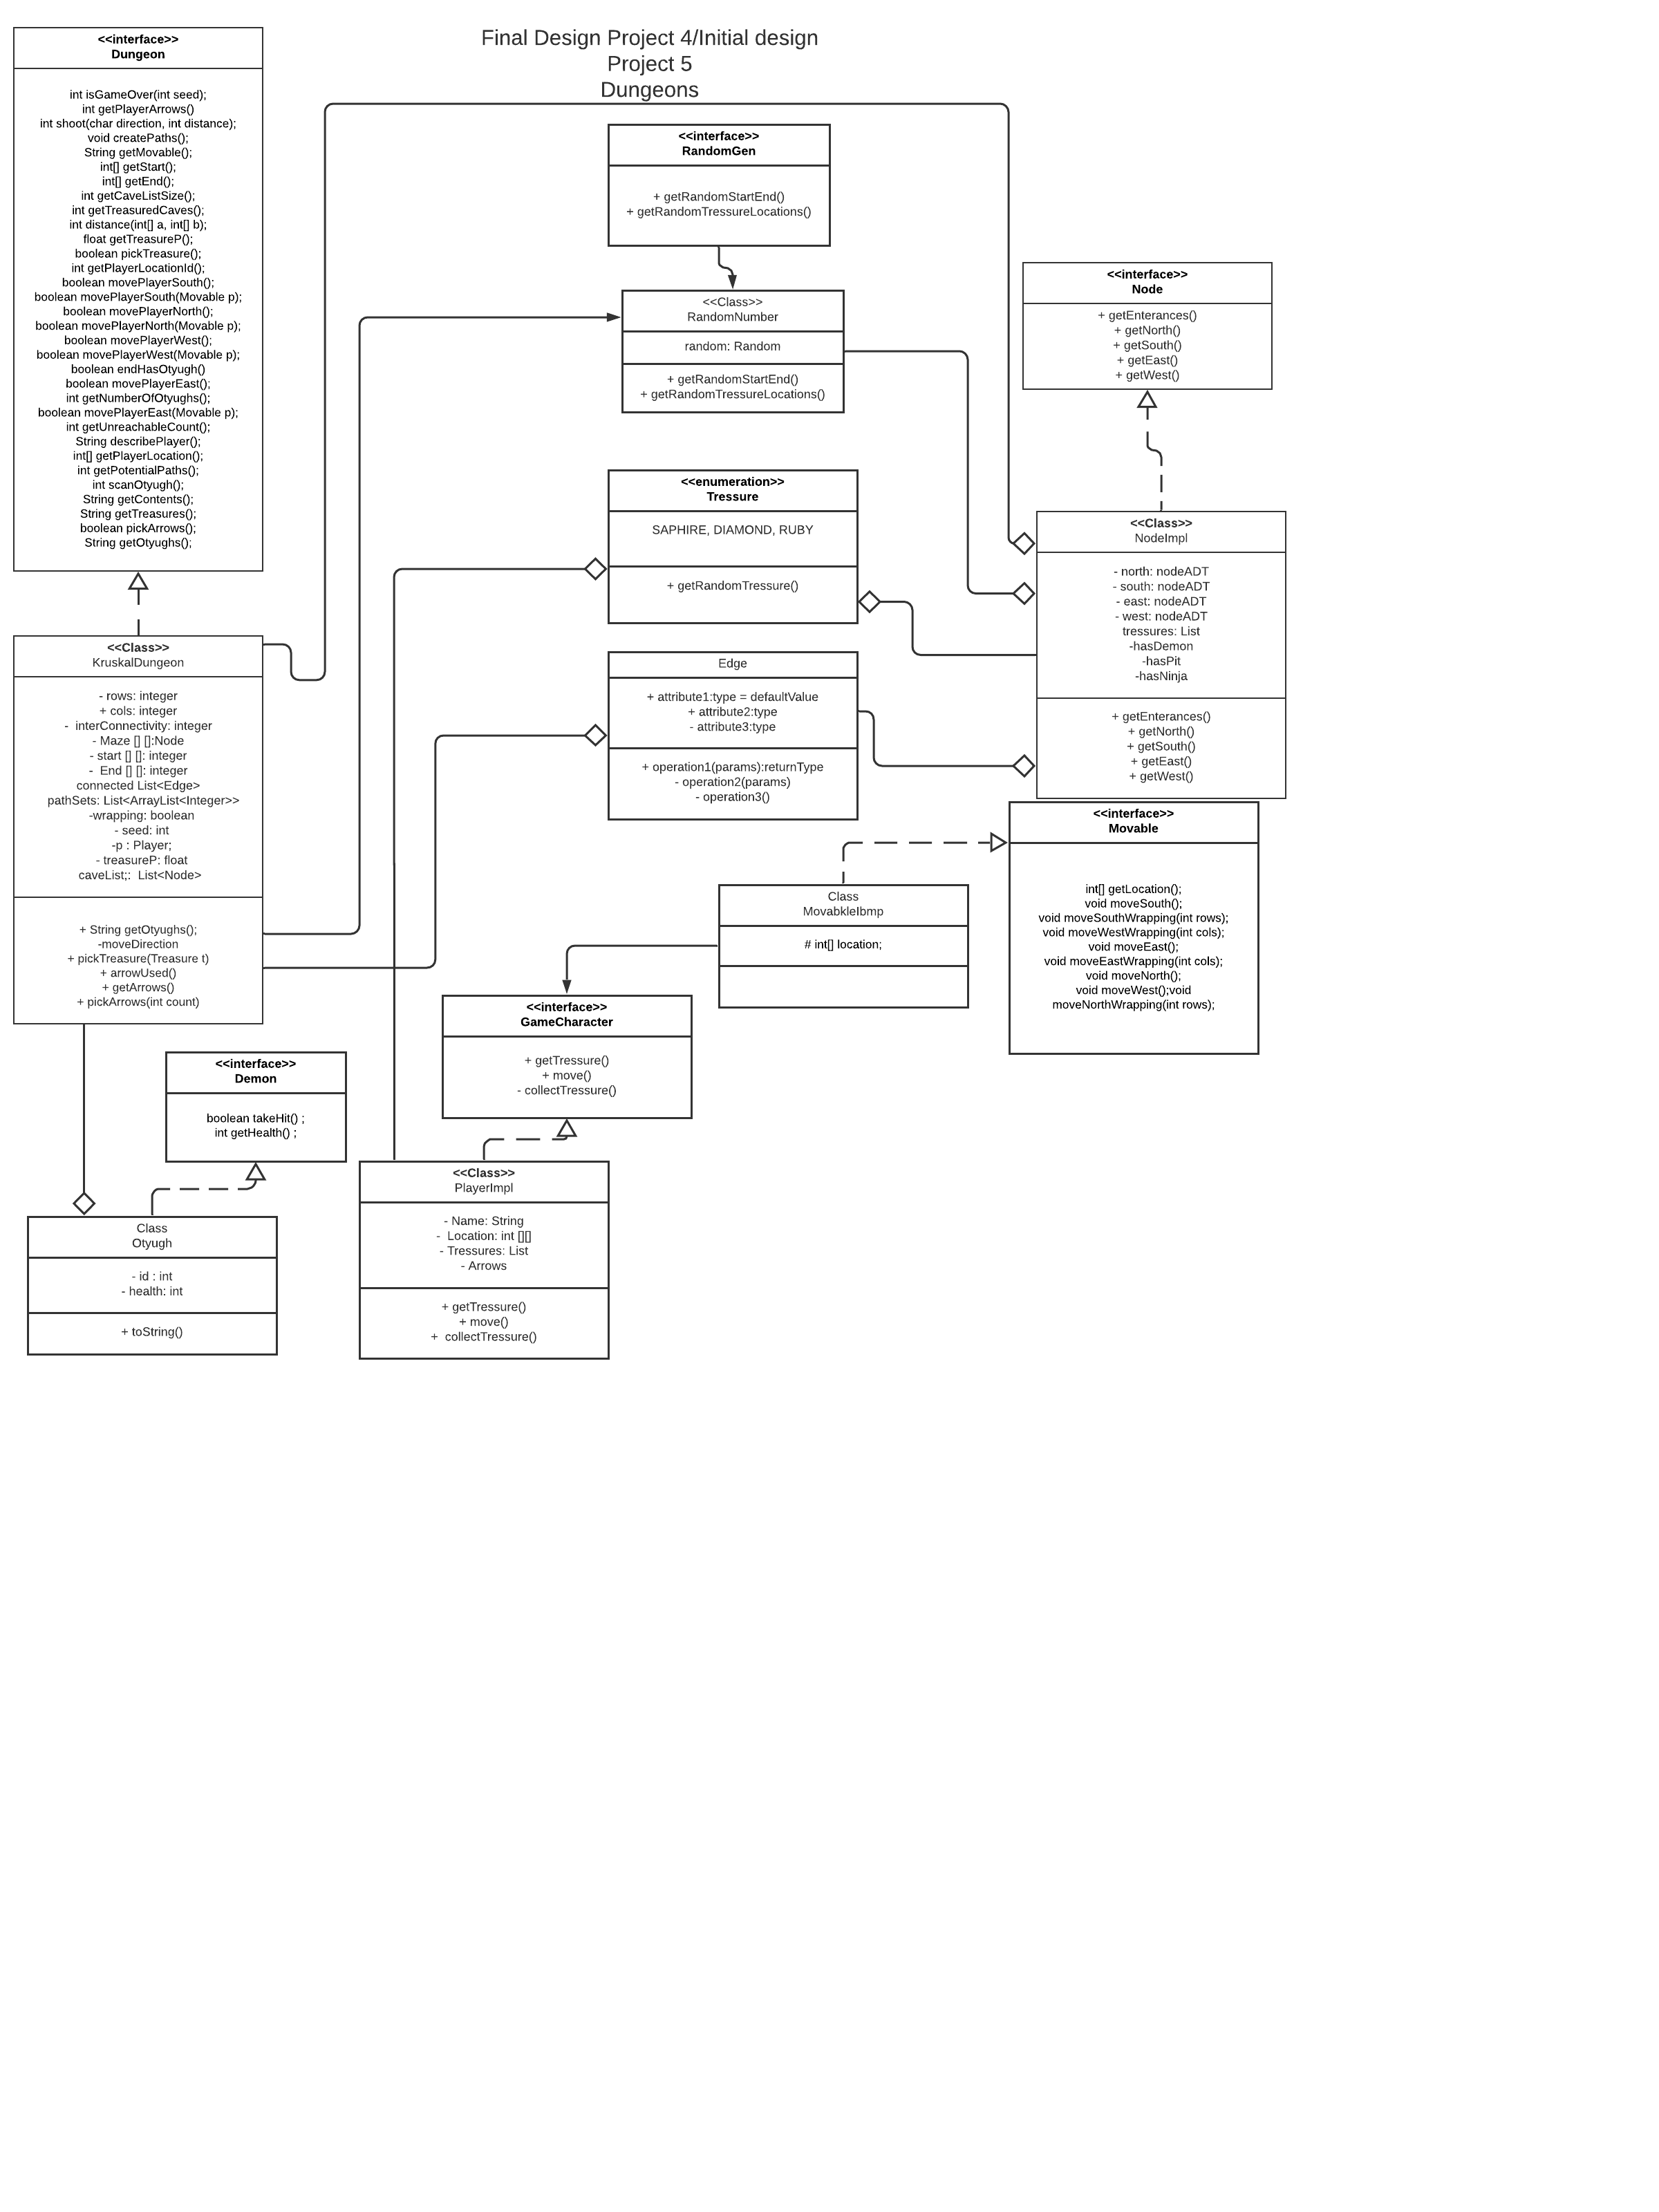 Final Design Project 4/Initial design
Project 5
Dungeons
<<interface>>
Dungeon
int isGameOver(int seed);
int getPlayerArrows()
int shoot(char direction, int distance);
void createPaths();
String getMovable();
int[] getStart();
int[] getEnd();
int getCaveListSize();
int getTreasuredCaves();
int distance(int[] a, int[] b);
float getTreasureP();
boolean pickTreasure();
int getPlayerLocationId();
boolean movePlayerSouth();
boolean movePlayerSouth(Movable p);
boolean movePlayerNorth();
boolean movePlayerNorth(Movable p);
boolean movePlayerWest();
boolean movePlayerWest(Movable p);
boolean endHasOtyugh()
boolean movePlayerEast();
int getNumberOfOtyughs();
boolean movePlayerEast(Movable p);
int getUnreachableCount();
String describePlayer();
int[] getPlayerLocation();
int getPotentialPaths();
int scanOtyugh();
String getContents();
String getTreasures();
boolean pickArrows();
String getOtyughs();
<<interface>>
RandomGen
+ getRandomStartEnd()
+ getRandomTressureLocations()
<<Class>>
RandomNumber
random: Random
+ getRandomStartEnd()
+ getRandomTressureLocations()
<<interface>>
Node
+ getEnterances()
+ getNorth()
+ getSouth()
+ getEast()
+ getWest()
<<enumeration>>
Tressure
SAPHIRE, DIAMOND, RUBY
+ getRandomTressure()
<<Class>>
NodeImpl
- north: nodeADT
- south: nodeADT
- east: nodeADT
- west: nodeADT
tressures: List
-hasDemon
-hasPit
-hasNinja
+ getEnterances()
+ getNorth()
+ getSouth()
+ getEast()
+ getWest()
<<Class>>
KruskalDungeon
- rows: integer
+ cols: integer
- interConnectivity: integer
- Maze [] []:Node
- start [] []: integer
- End [] []: integer
connected List<Edge>
pathSets: List<ArrayList<Integer>>
-wrapping: boolean
- seed: int
-p : Player;
- treasureP: float
caveList;: List<Node>
+ String getOtyughs();
-moveDirection
+ pickTreasure(Treasure t)
+ arrowUsed()
+ getArrows()
+ pickArrows(int count)
Edge
+ attribute1:type = defaultValue
+ attribute2:type
- attribute3:type
+ operation1(params):returnType
- operation2(params)
- operation3()
<<interface>>
Movable
int[] getLocation();
void moveSouth();
void moveSouthWrapping(int rows);
void moveWestWrapping(int cols);
void moveEast();
void moveEastWrapping(int cols);
void moveNorth();
void moveWest();void
moveNorthWrapping(int rows);
Class
MovabkleIbmp
# int[] location;
<<interface>>
GameCharacter
+ getTressure()
+ move()
- collectTressure()
<<interface>>
Demon
boolean takeHit() ;
int getHealth() ;
<<Class>>
PlayerImpl
- Name: String
- Location: int [][]
- Tressures: List
- Arrows
+ getTressure()
+ move()
+ collectTressure()
Class
Otyugh
- id : int
- health: int
+ toString()